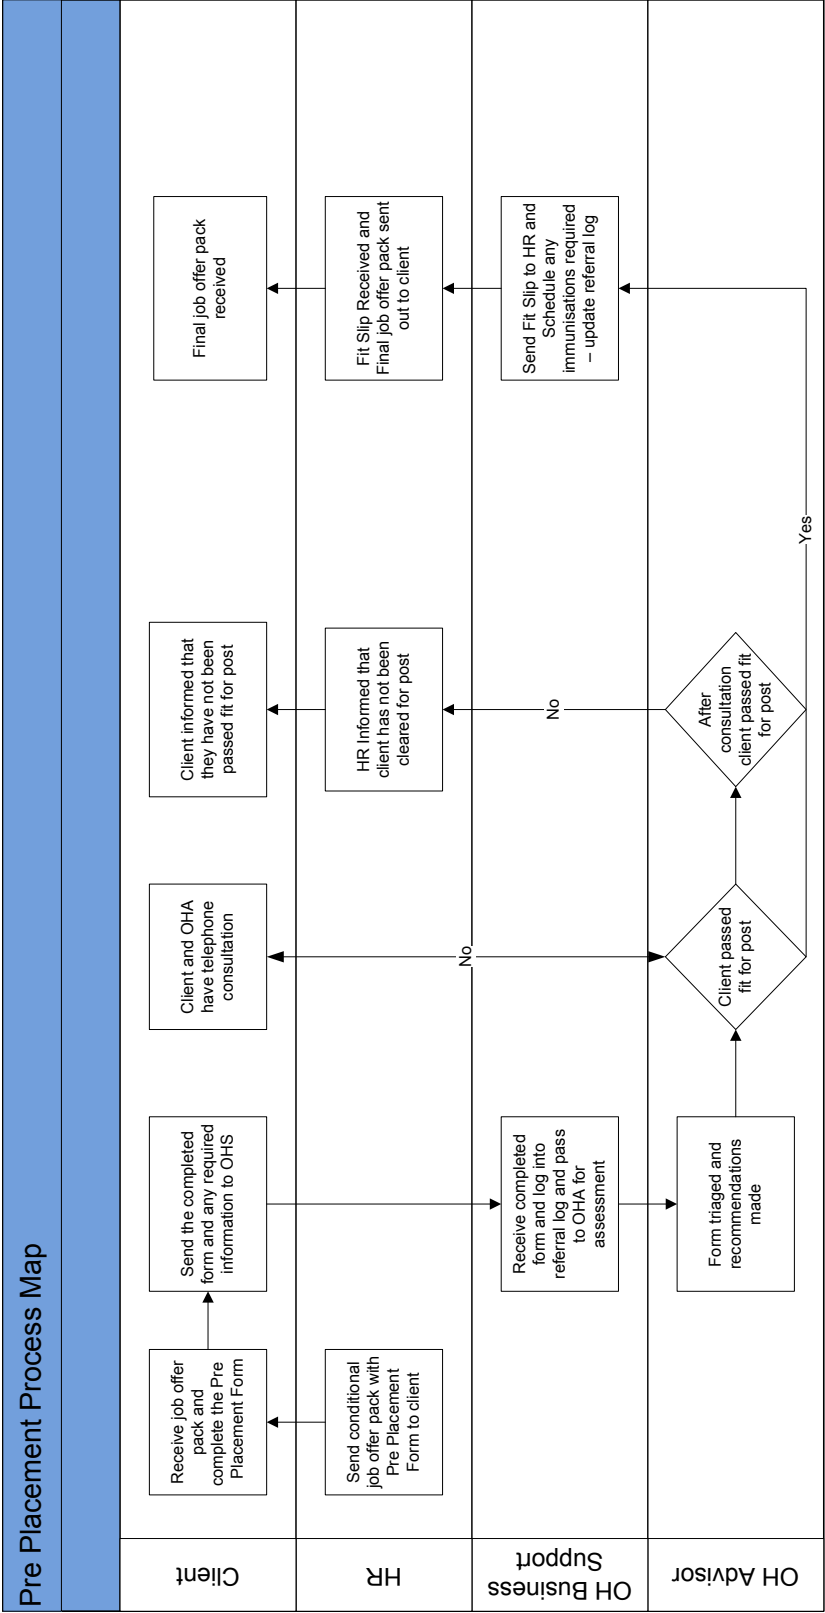 Pre Placement Process Map
Client
Receive job offer
pack and
complete the Pre
Placement Form
Send the completed
form and any required
information to OHS
Client and OHA
have telephone
consultation
Client informed that
they have not been
passed fit for post
Final job offer pack
received
HR
Send conditional
job offer pack with
Pre Placement
Form to client
HR Informed that
client has not been
cleared for post
Fit Slip Received and
Final job offer pack sent
out to client
OH Business
Support
Receive completed
form and log into
referral log and pass
to OHA for
assessment
No
No
Send Fit Slip to HR and
Schedule any
immunisations required
– update referral log
OH Advisor
Form triaged and
recommendations
made
Client passed
fit for post
After
consultation
client passed fit
for post
Yes